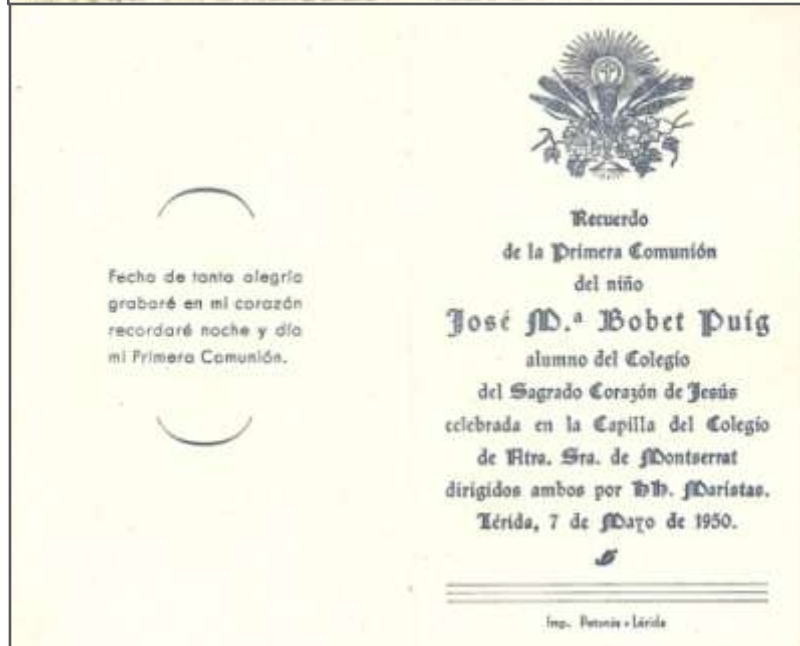 Fecha de tanta alegría
grabaré en mi corazón
recordaré noche y día
mi Primera Comunión.
Recuerdo
de la Primera Comunión
del niño
José M.ª Bobet Puig
alumno del Colegio
del Sagrado Corazón de Jesús
celebrada en la Capilla del Colegio
de Ntra. Sra. de Montserrat
dirigidos ambos por HH. Maristas.
Lérida, 7 de Mayo de 1950.
Imp. - Lérida